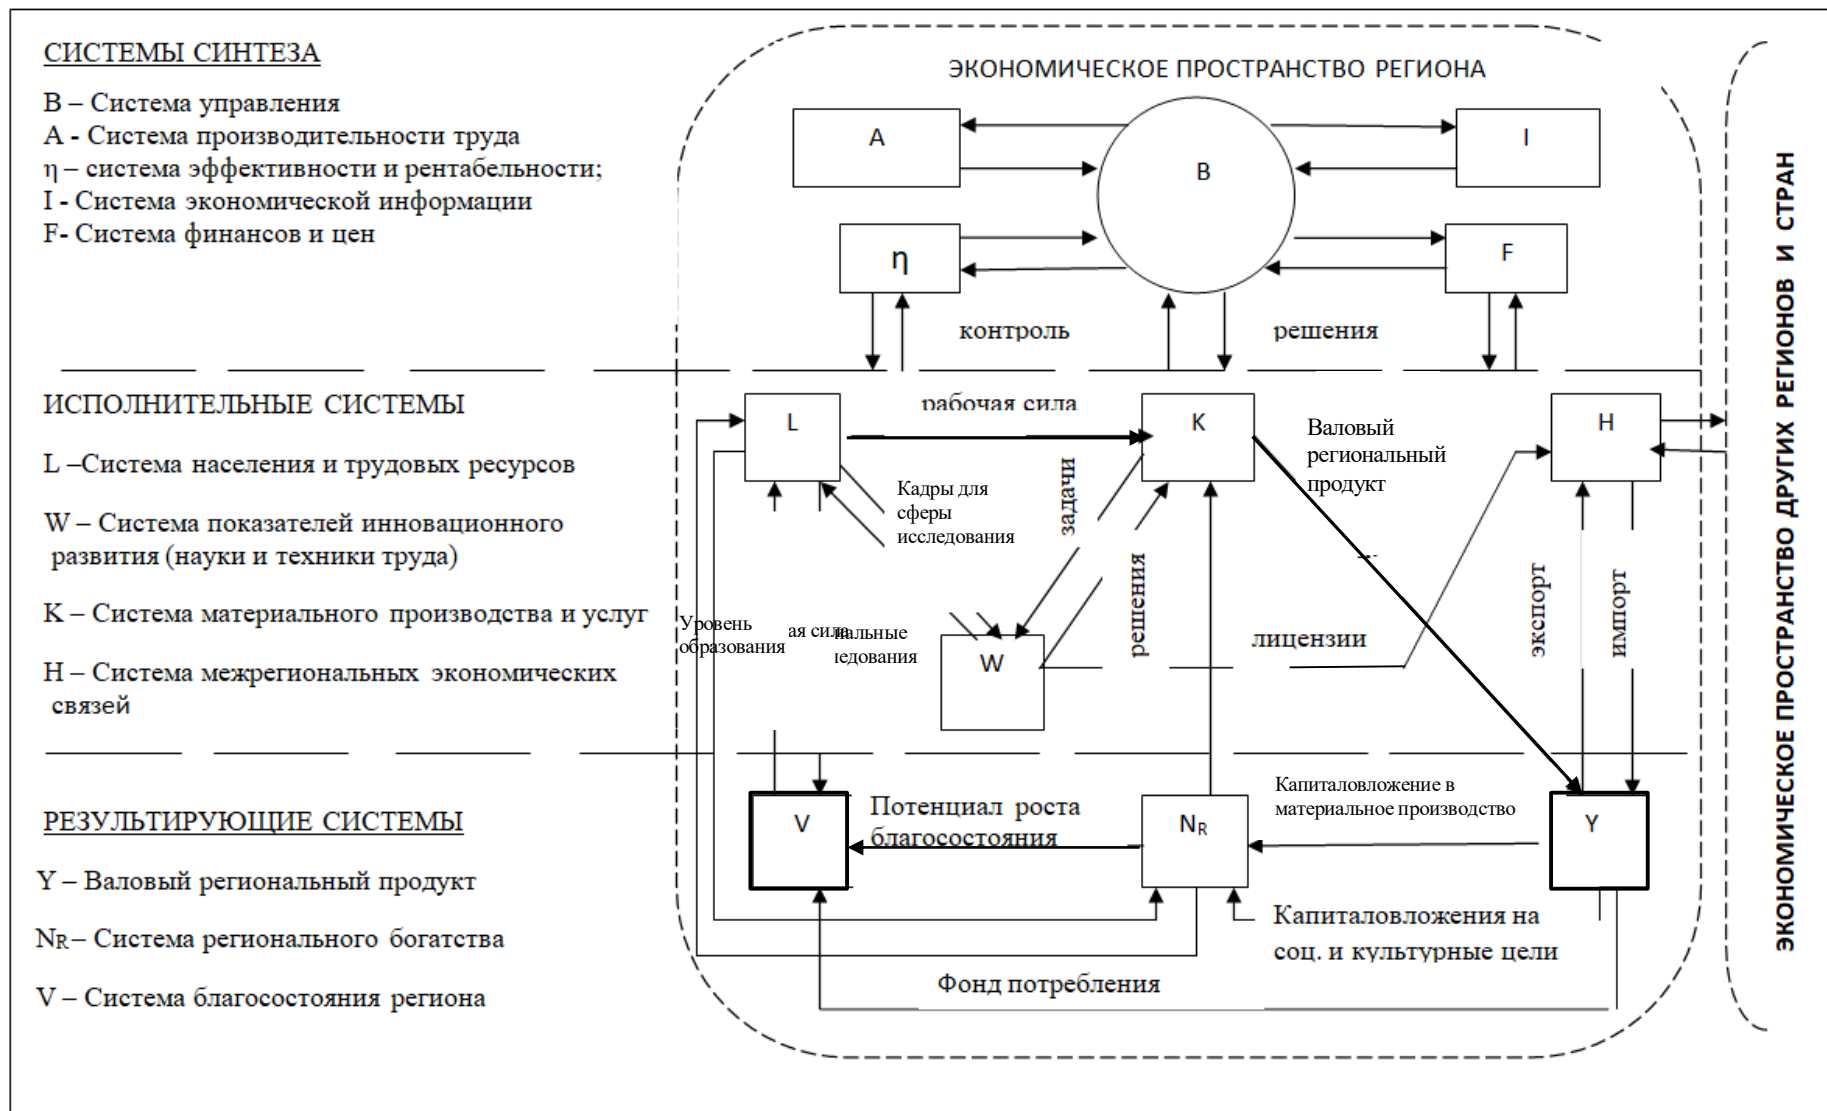 СИСТЕМЫ СИНТЕЗА
В – Система управления
А - Система производительности труда
η – система эффективности и рентабельности;
I - Система экономической информации
F- Система финансов и цен
ИСПОЛНИТЕЛЬНЫЕ СИСТЕМЫ
L –Система населения и трудовых ресурсов
W – Система показателей инновационного
развития (науки и техники труда)
K – Система материального производства и услуг
H – Система межрегиональных экономических
связей
РЕЗУЛЬТИРУЮЩИЕ СИСТЕМЫ
Y – Валовый региональный продукт
NR – Система регионального богатства
V – Система благосостояния региона
ЭКОНОМИЧЕСКОЕ ПРОСТРАНСТВО РЕГИОНА
A
B
I
η
F
контроль
решения
L
рабочая сила
K
Валовый
региональный
продукт
H
Кадры для
сферы
исследования
задачи
решения
Уровень
образования
ая сила
нальные
ледования
W
лицензии
экспорт
импорт
V
Потенциал роста
благосостояния
NR
Капиталовложение в
материальное производство
Y
Капиталовложения на
соц. и культурные цели
Фонд потребления
ЭКОНОМИЧЕСКОЕ ПРОСТРАНСТВО ДРУГИХ РЕГИОНОВ И СТРАН